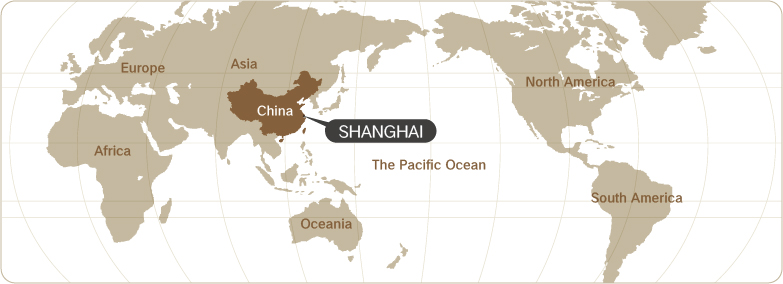 Europe
Asia
North America
China
SHANGHAI
Africa
The Pacific Ocean
South America
Oceania